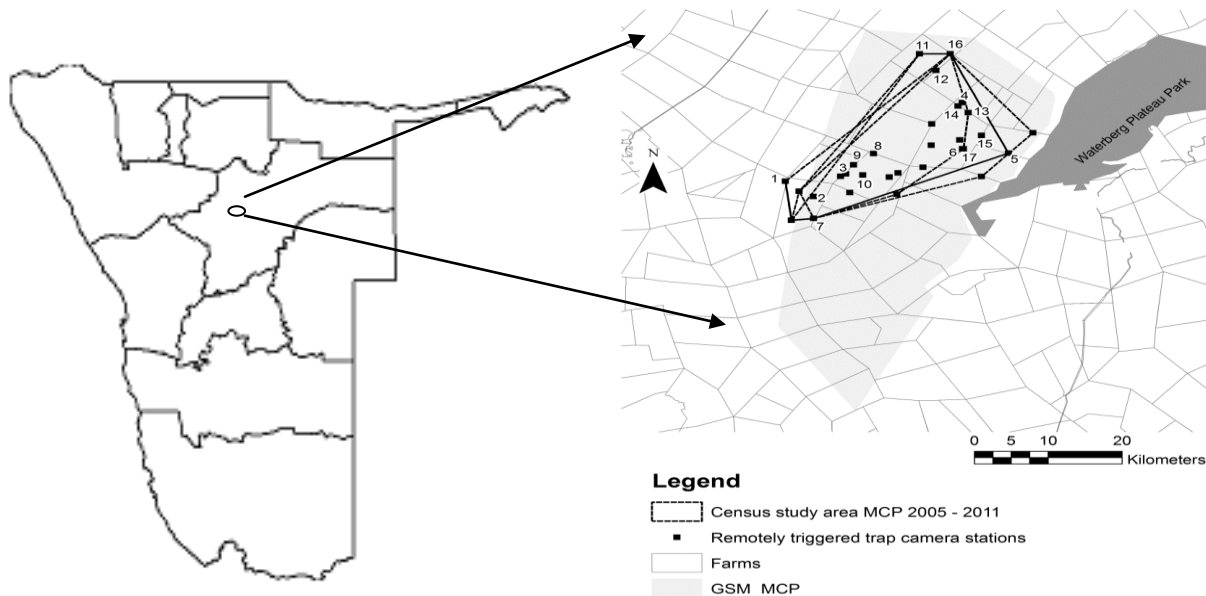 11 16
12
4
14 13
8
6 15
9
17 5
3
1 10
2
7
N
Waterberg Plateau Park
0 5 10 20
Kilometers
Legend
Census study area MCP 2005 - 2011
Remotely triggered trap camera stations
Farms
GSM MCP